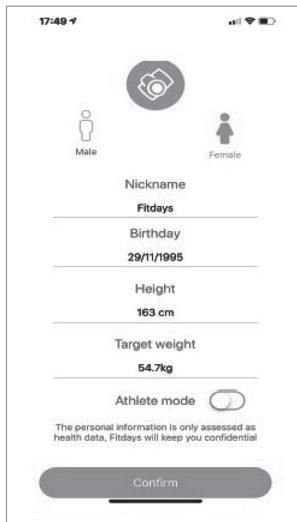 17:49
Male
Female
Nickname
Fitdays
Birthday
29/11/1995
Height
163 cm
Target weight
54.7kg
Athlete mode
The personal information is only assessed as
health data, Fitdays will keep you confidential
Confirm